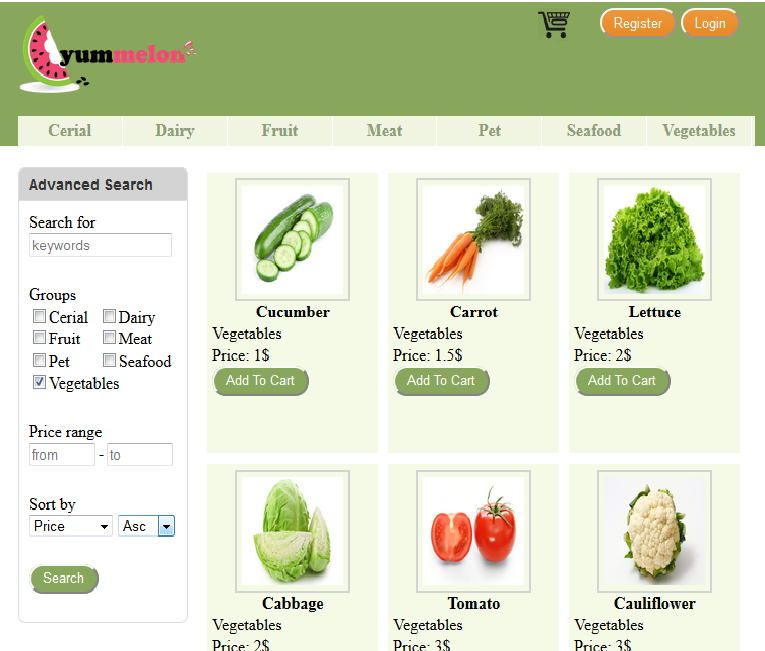 yummelon
Register Login
Cerial Dairy Fruit Meat Pet Seafood Vegetables
Advanced Search
Search for
keywords
Groups
Cerial Dairy
Fruit Meat
Pet Seafood
Vegetables
Price range
from - to
Sort by
Price Asc
Search
Cucumber Carrot Lettuce
Vegetables Vegetables Vegetables
Price: 1$ Price: 1.5$ Price: 2$
Add To Cart Add To Cart Add To Cart
Cabbage Tomato Cauliflower
Vegetables Vegetables Vegetables
Price: 2$ Price: 3$ Price: 3$